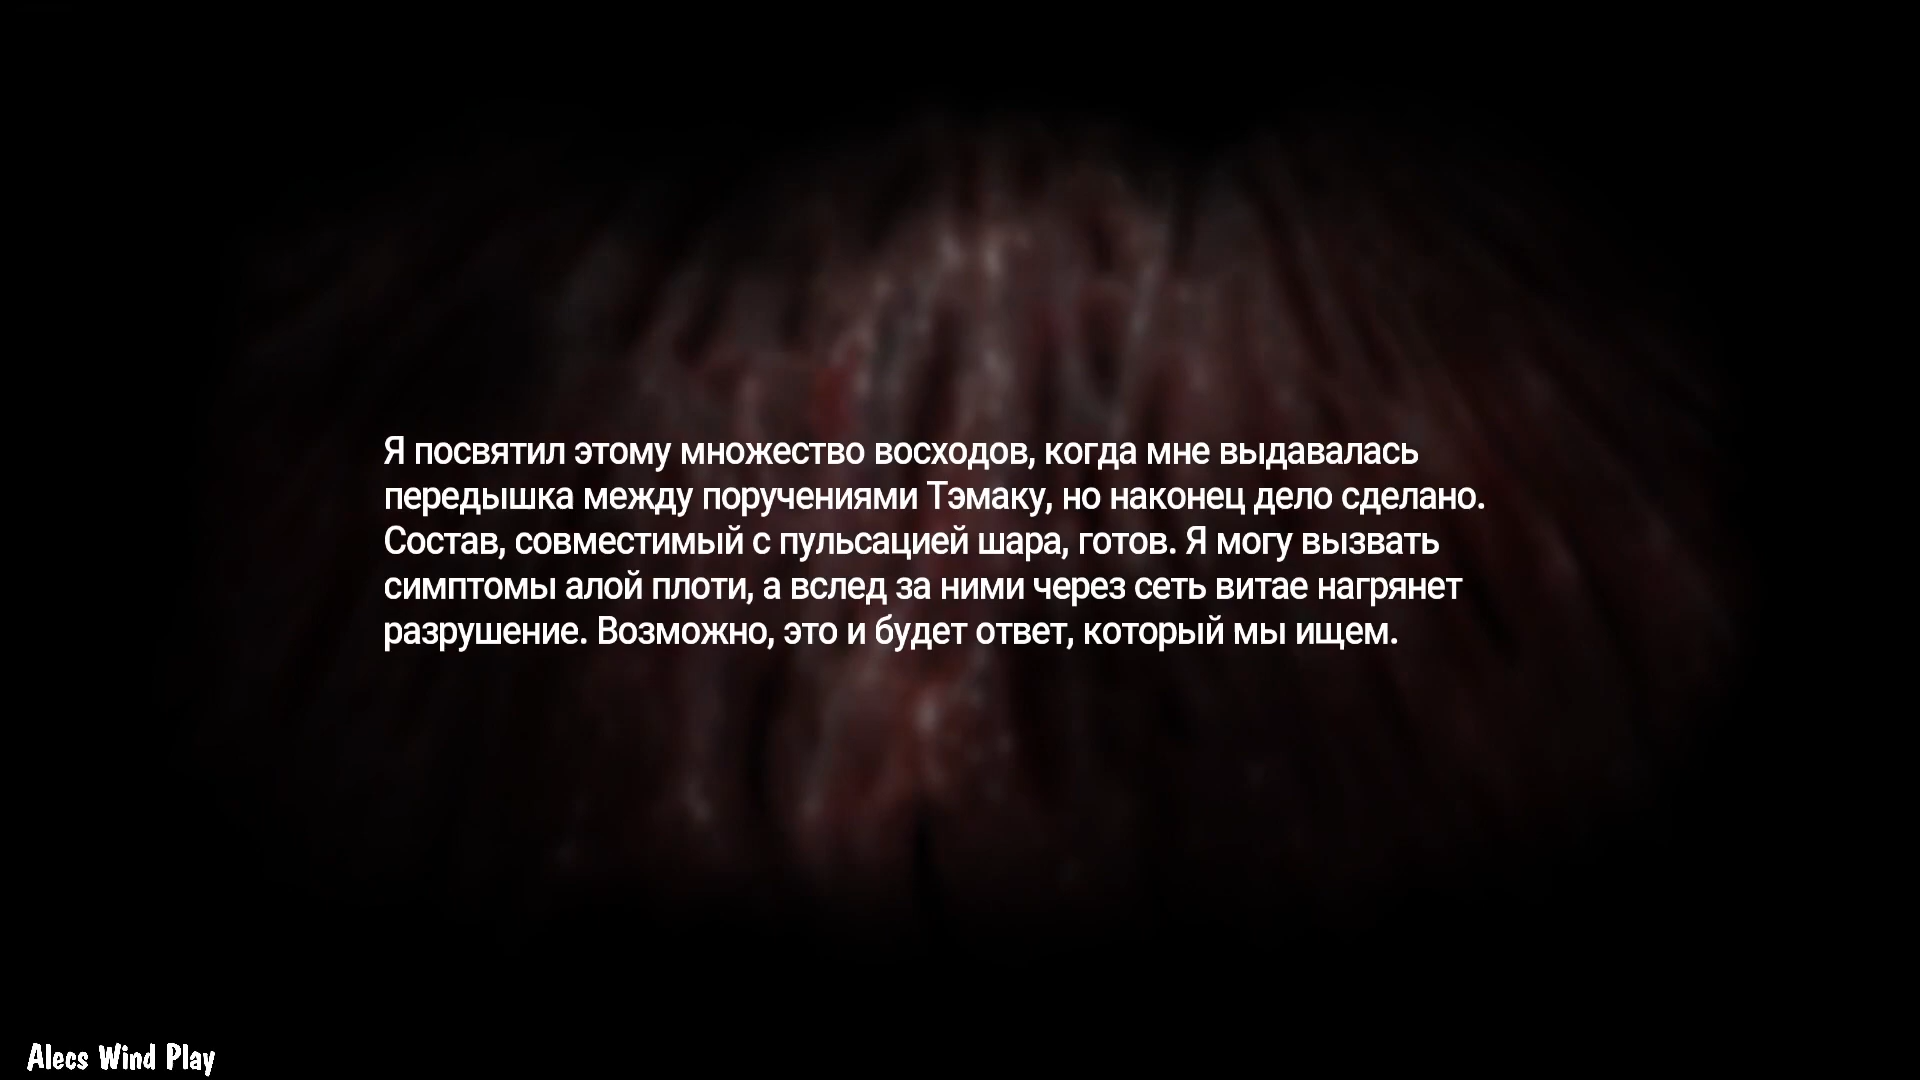 Я посвятил этому множество восходов, когда мне выдавалась
передышка между поручениями Тэмаку, но наконец дело сделано.
Состав, совместимый с пульсацией шара, готов. Я могу вызвать
симптомы алой плоти, а вслед за ними через сеть витае нагрянет
разрушение. Возможно, это и будет ответ, который мы ищем.
Alecs Wind Play